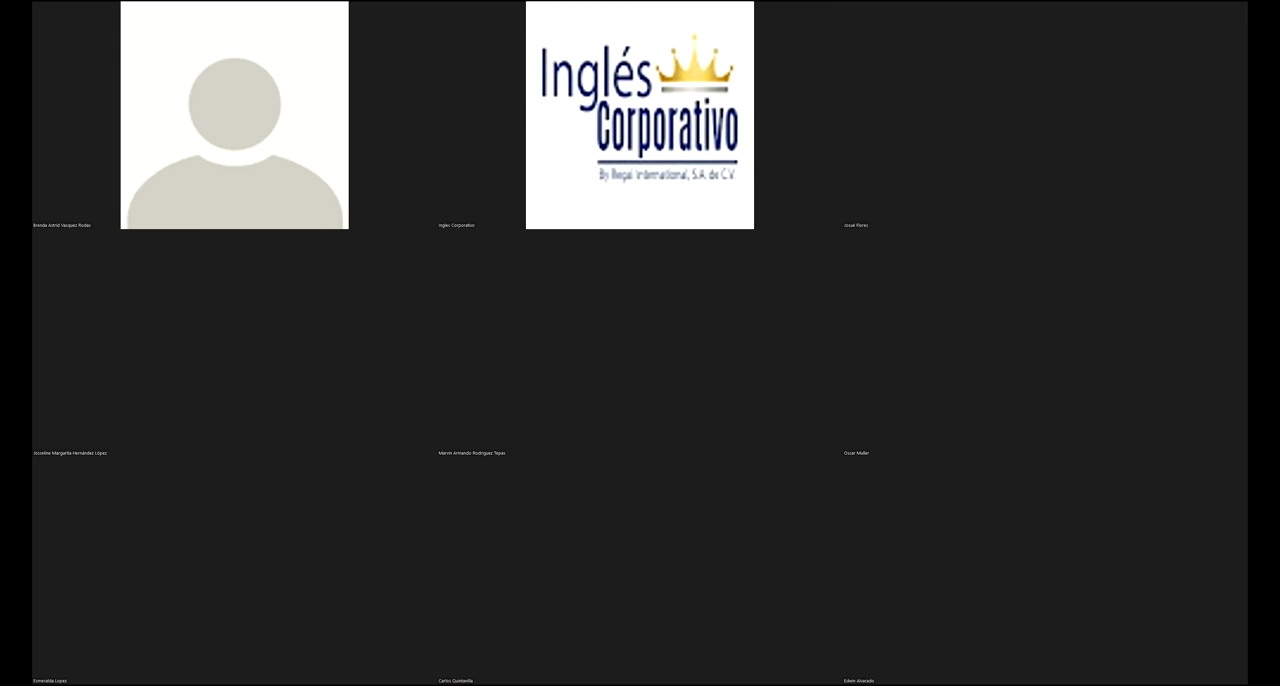 Inglés
Corporativo
By Regal International, S.A. de C.V.
Brenda Astrid Vasquez Rodas
Ingles Corporativo
Josué Flores
Josseline Margarita Hernández López
Marvin Armando Rodriguez Tepas
Oscar Muller
Esmeralda Lopez
Carlos Quintanilla
Edwin Alvarado